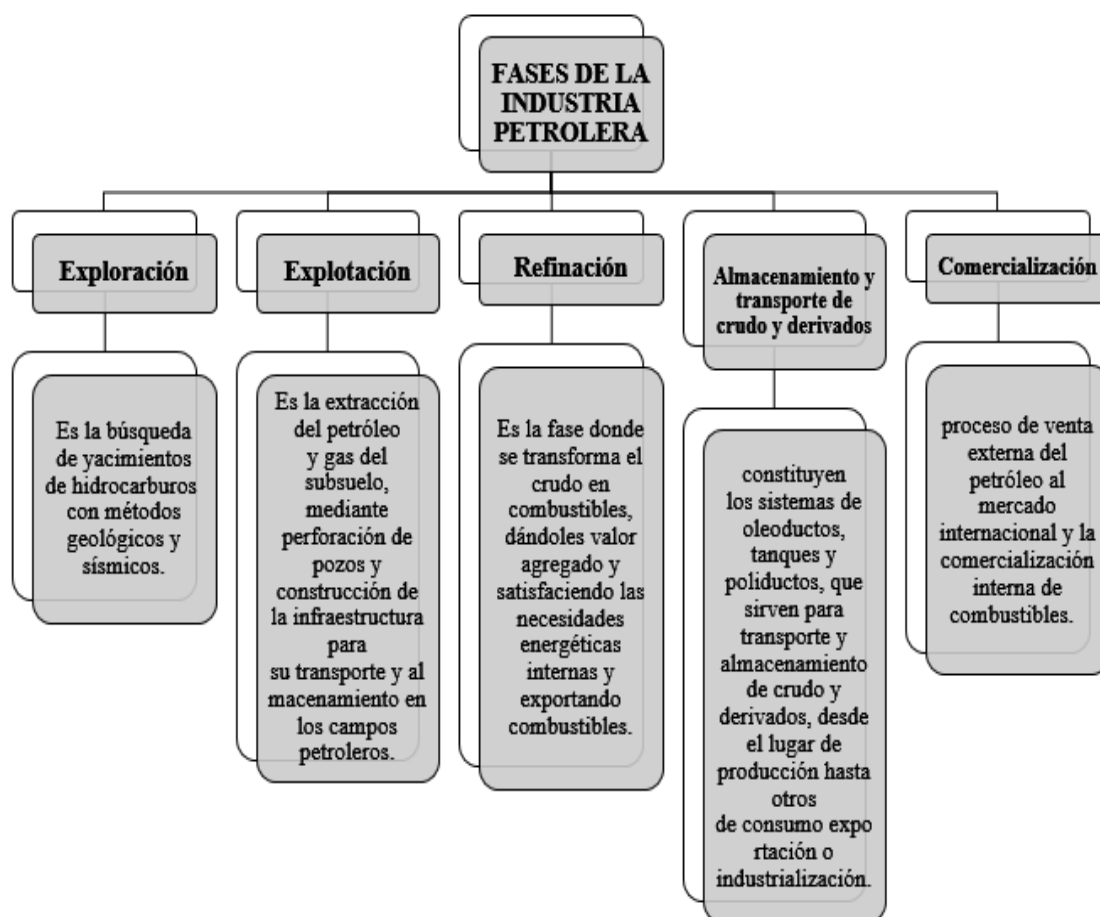 FASES DE LA
INDUSTRIA
PETROLERA
Exploración
Es la búsqueda
de yacimientos
de hidrocarburos
con métodos
geológicos y
sísmicos.
Explotación
Es la extracción
del petróleo
y gas del
subsuelo,
mediante
perforación de
pozos y
construcción de
la infraestructura
para
su transporte y al
macenamiento en
los campos
petroleros.
Refinación
Es la fase donde
se transforma el
crudo en
combustibles,
dándoles valor
agregado y
satisfaciendo las
necesidades
energéticas
internas y
exportando
combustibles.
Almacenamiento y
transporte de
crudo y derivados
constituyen
los sistemas de
oleoductos,
tanques y
poliductos, que
sirven para
transporte y
almacenamiento
de crudo y
derivados, desde
el lugar de
producción hasta
otros
de consumo expo
rtación o
industrialización.
Comercialización
proceso de venta
externa del
petróleo al
mercado
internacional y la
comercialización
interna de
combustibles.